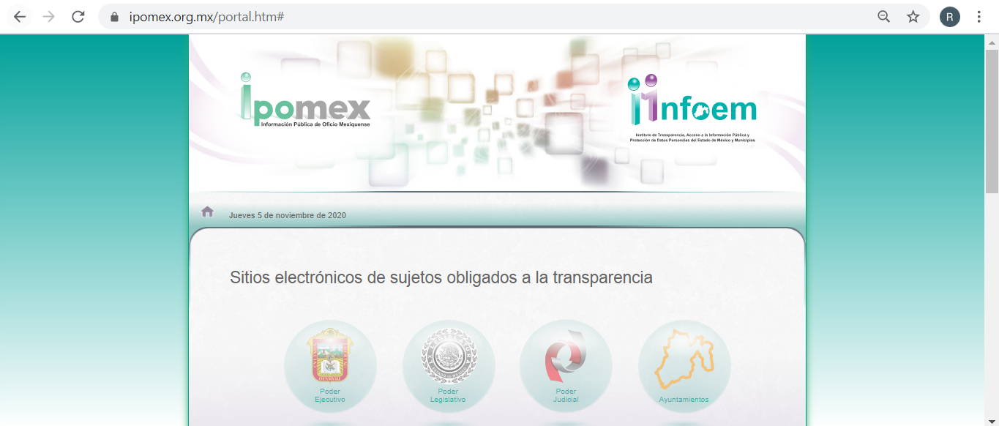 ipomex.org.mx/portal.htm#
R
ipomex
Información Pública de Oficio Mexiquense
infoem
Instituto de Transparencia, Acceso a la Información Pública y
Protección de Datos Personales del Estado de México y Municipios
Jueves 5 de noviembre de 2020
Sitios electrónicos de sujetos obligados a la transparencia
Poder
Ejecutivo
Poder
Legislativo
Poder
Judicial
Ayuntamientos